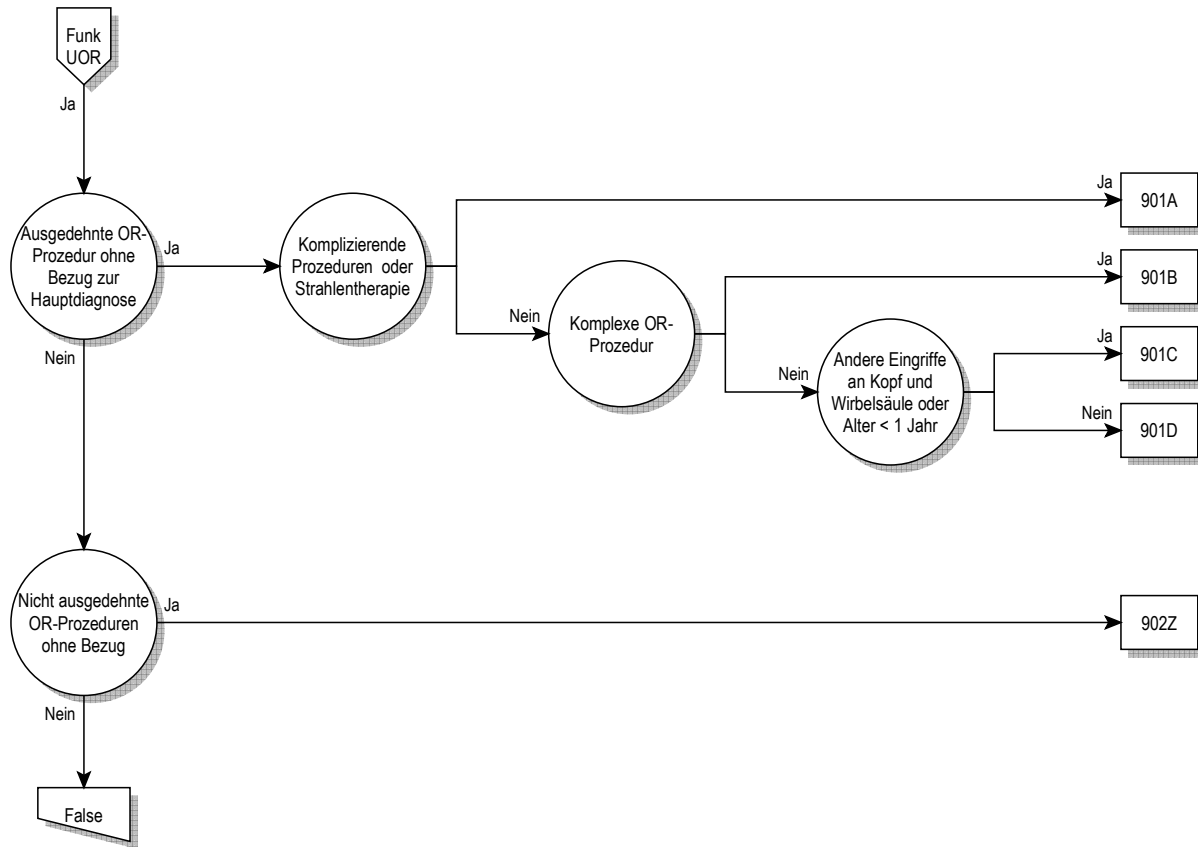 Funk
UOR
Ja
Ausgedehnte OR-
Prozedur ohne
Bezug zur
Hauptdiagnose
Ja
Komplizierende
Prozeduren oder
Strahlentherapie
Ja
901A
Nein
Komplexe OR-
Prozedur
Ja
901B
Nein
Andere Eingriffe
an Kopf und
Wirbelsäule oder
Alter < 1 Jahr
Ja
901C
Nein
901D
Nein
Nicht ausgedehnte
OR-Prozeduren
ohne Bezug
Ja
902Z
Nein
False